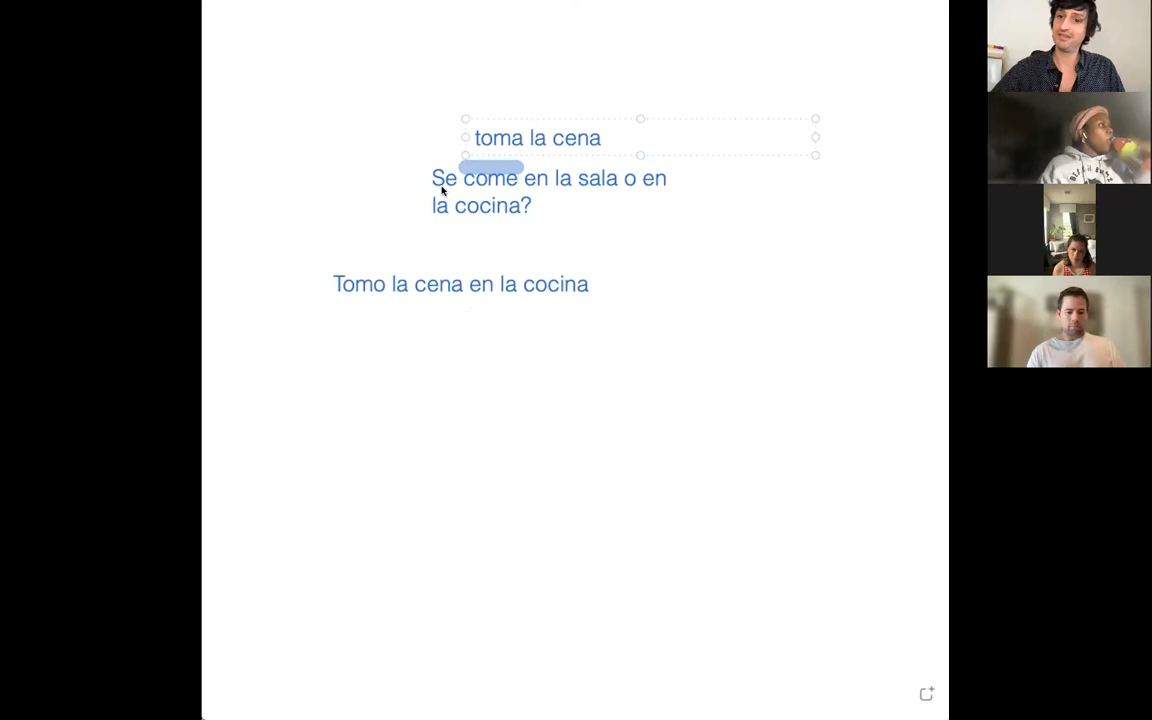 toma la cena
Se come en la sala o en
la cocina?
Tomo la cena en la cocina